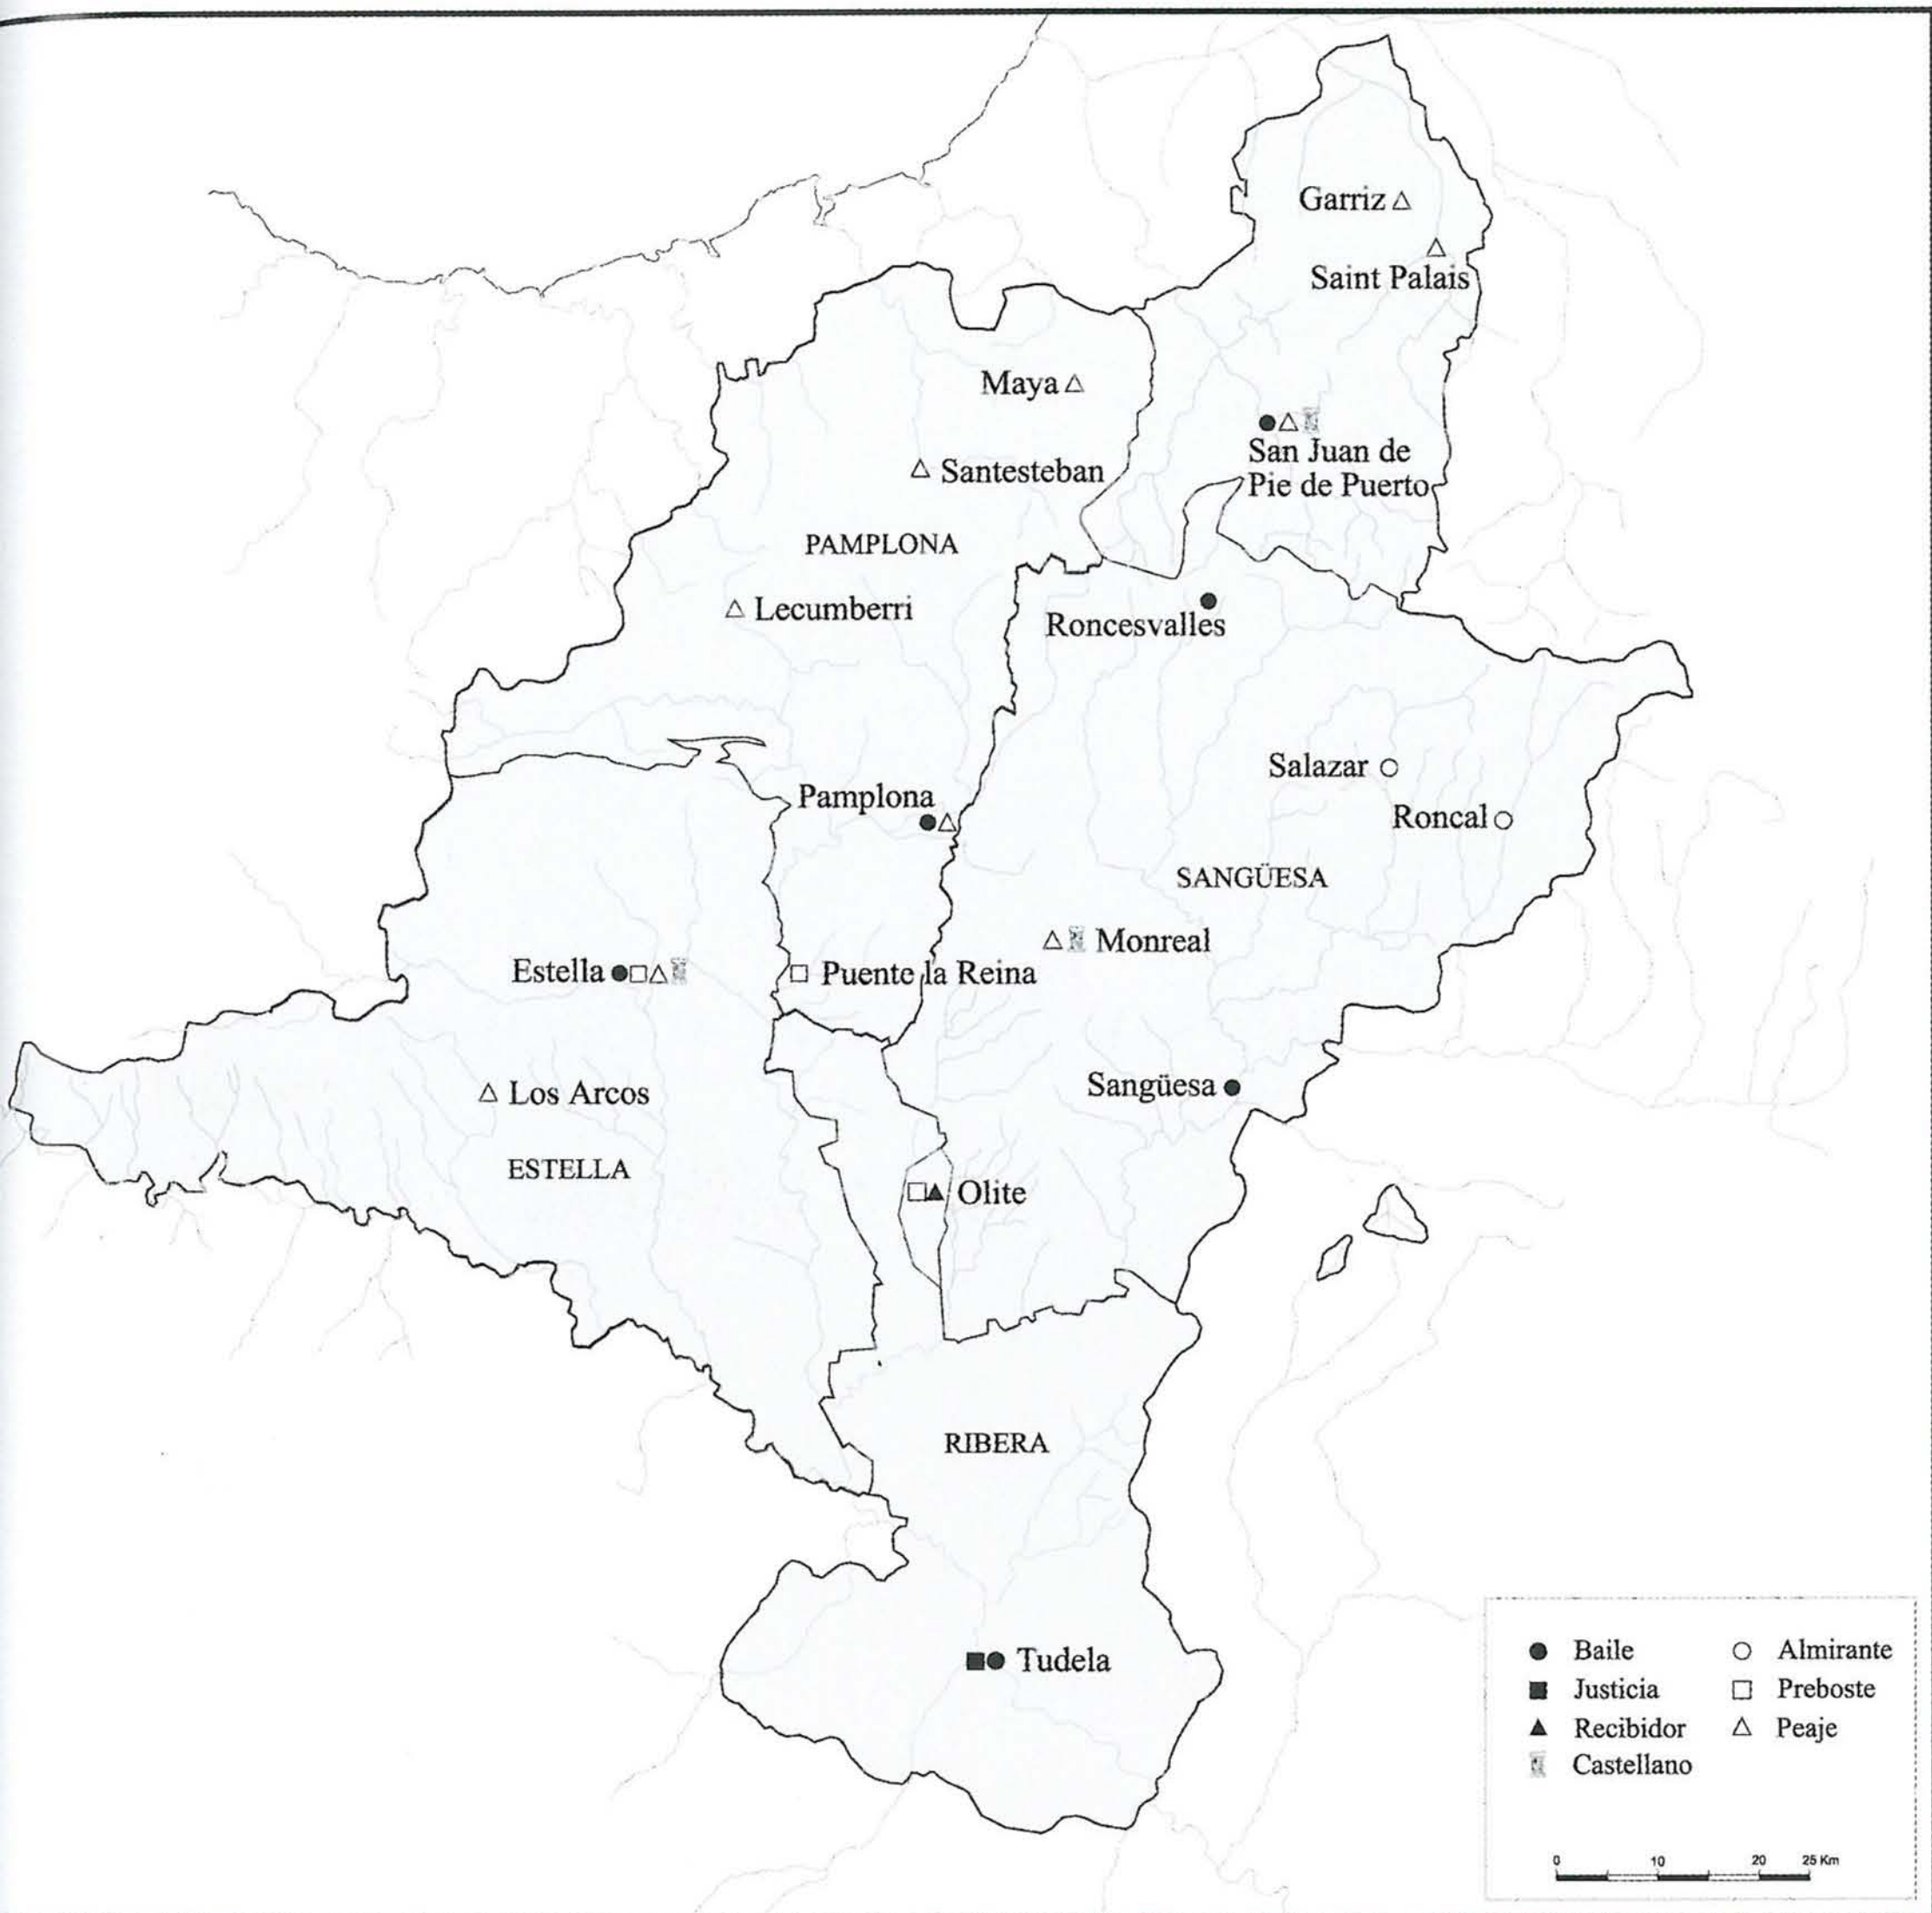 Garriz
Saint Palais
Maya
San Juan de
Pie de Puerto
Santesteban
PAMPLONA
Lecumberri
Roncesvalles
Salazar
Pamplona
Roncal
SANGÜESA
Monreal
Estella
Puente la Reina
Sangüesa
Los Arcos
ESTELLA
Olite
RIBERA
Tudela
Baile
Almirante
Justicia
Preboste
Recibidor
Peaje
Castellano
0 10 20 25 Km